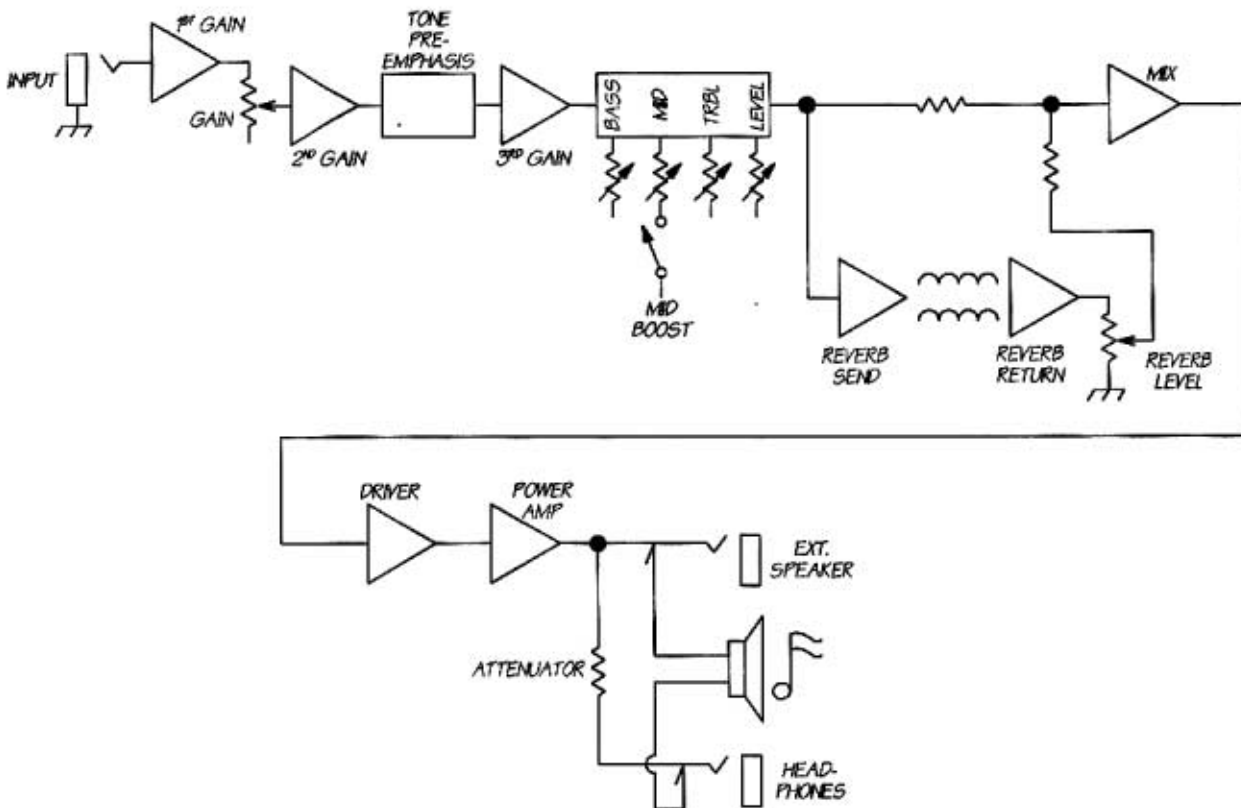 1ST GAIN
INPUT
GAIN
2ND GAIN
TONE
PRE-
EMPHASIS
3RD GAIN
BASS
MID
TRBL
LEVEL
MID
BOOST
MIX
REVERB
SEND
REVERB
RETURN
REVERB
LEVEL
DRIVER
POWER
AMP
EXT.
SPEAKER
ATTENUATOR
HEAD-
PHONES